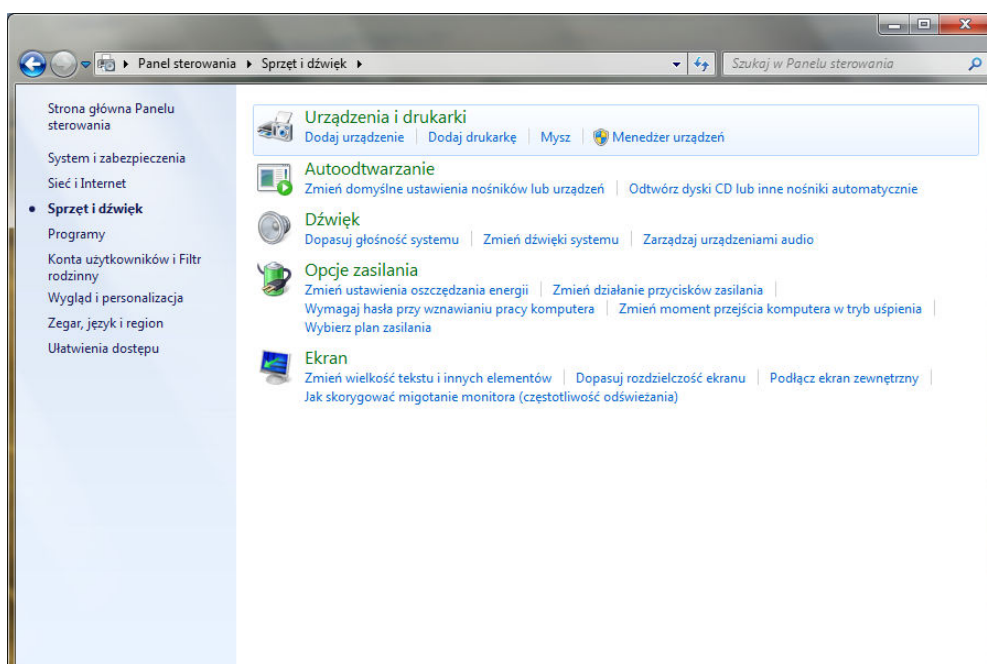 Panel sterowania ▸ Sprzęt i dźwięk ▸
Szukaj w Panelu sterowania
Strona główna Panelu
sterowania
System i zabezpieczenia
Sieć i Internet
Sprzęt i dźwięk
Programy
Konta użytkowników i Filtr
rodzinny
Wygląd i personalizacja
Zegar, język i region
Ułatwienia dostępu
Urządzenia i drukarki
Dodaj urządzenie | Dodaj drukarkę | Mysz | Menedżer urządzeń
Autoodtwarzanie
Zmień domyślne ustawienia nośników lub urządzeń | Odtwórz dyski CD lub inne nośniki automatycznie
Dźwięk
Dopasuj głośność systemu | Zmień dźwięki systemu | Zarządzaj urządzeniami audio
Opcje zasilania
Zmień ustawienia oszczędzania energii | Zmień działanie przycisków zasilania |
Wymagaj hasła przy wznawianiu pracy komputera | Zmień moment przejścia komputera w tryb uśpienia |
Wybierz plan zasilania
Ekran
Zmień wielkość tekstu i innych elementów | Dopasuj rozdzielczość ekranu | Podłącz ekran zewnętrzny |
Jak skorygować migotanie monitora (częstotliwość odświeżania)